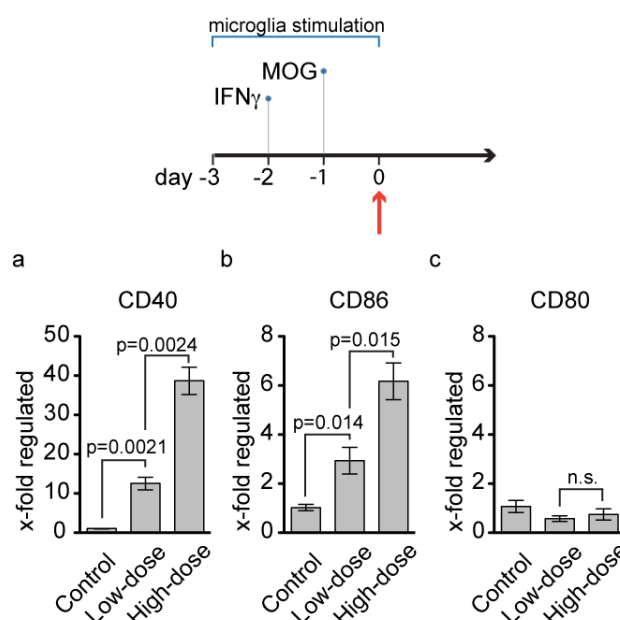 microglia stimulation
MOG
IFNγ
day -3 -2 -1 0
a b c
CD40 CD86 CD80
50 8 8
p=0.0024 p=0.015
40 6 6
30
p=0.014
4 4
20
p=0.0021
n.s.
2 2
10
0 0 0
x-fold regulated x-fold regulated x-fold regulated
Control Low-dose High-dose Control Low-dose High-dose Control Low-dose High-dose